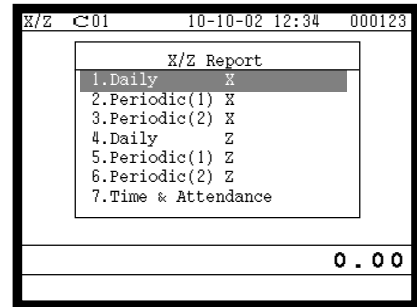 X/Z C01 10-10-02 12:34 000123
X/Z Report
1.Daily X
2.Periodic(1) X
3.Periodic(2) X
4.Daily Z
5.Periodic(1) Z
6.Periodic(2) Z
7.Time & Attendance
0.00